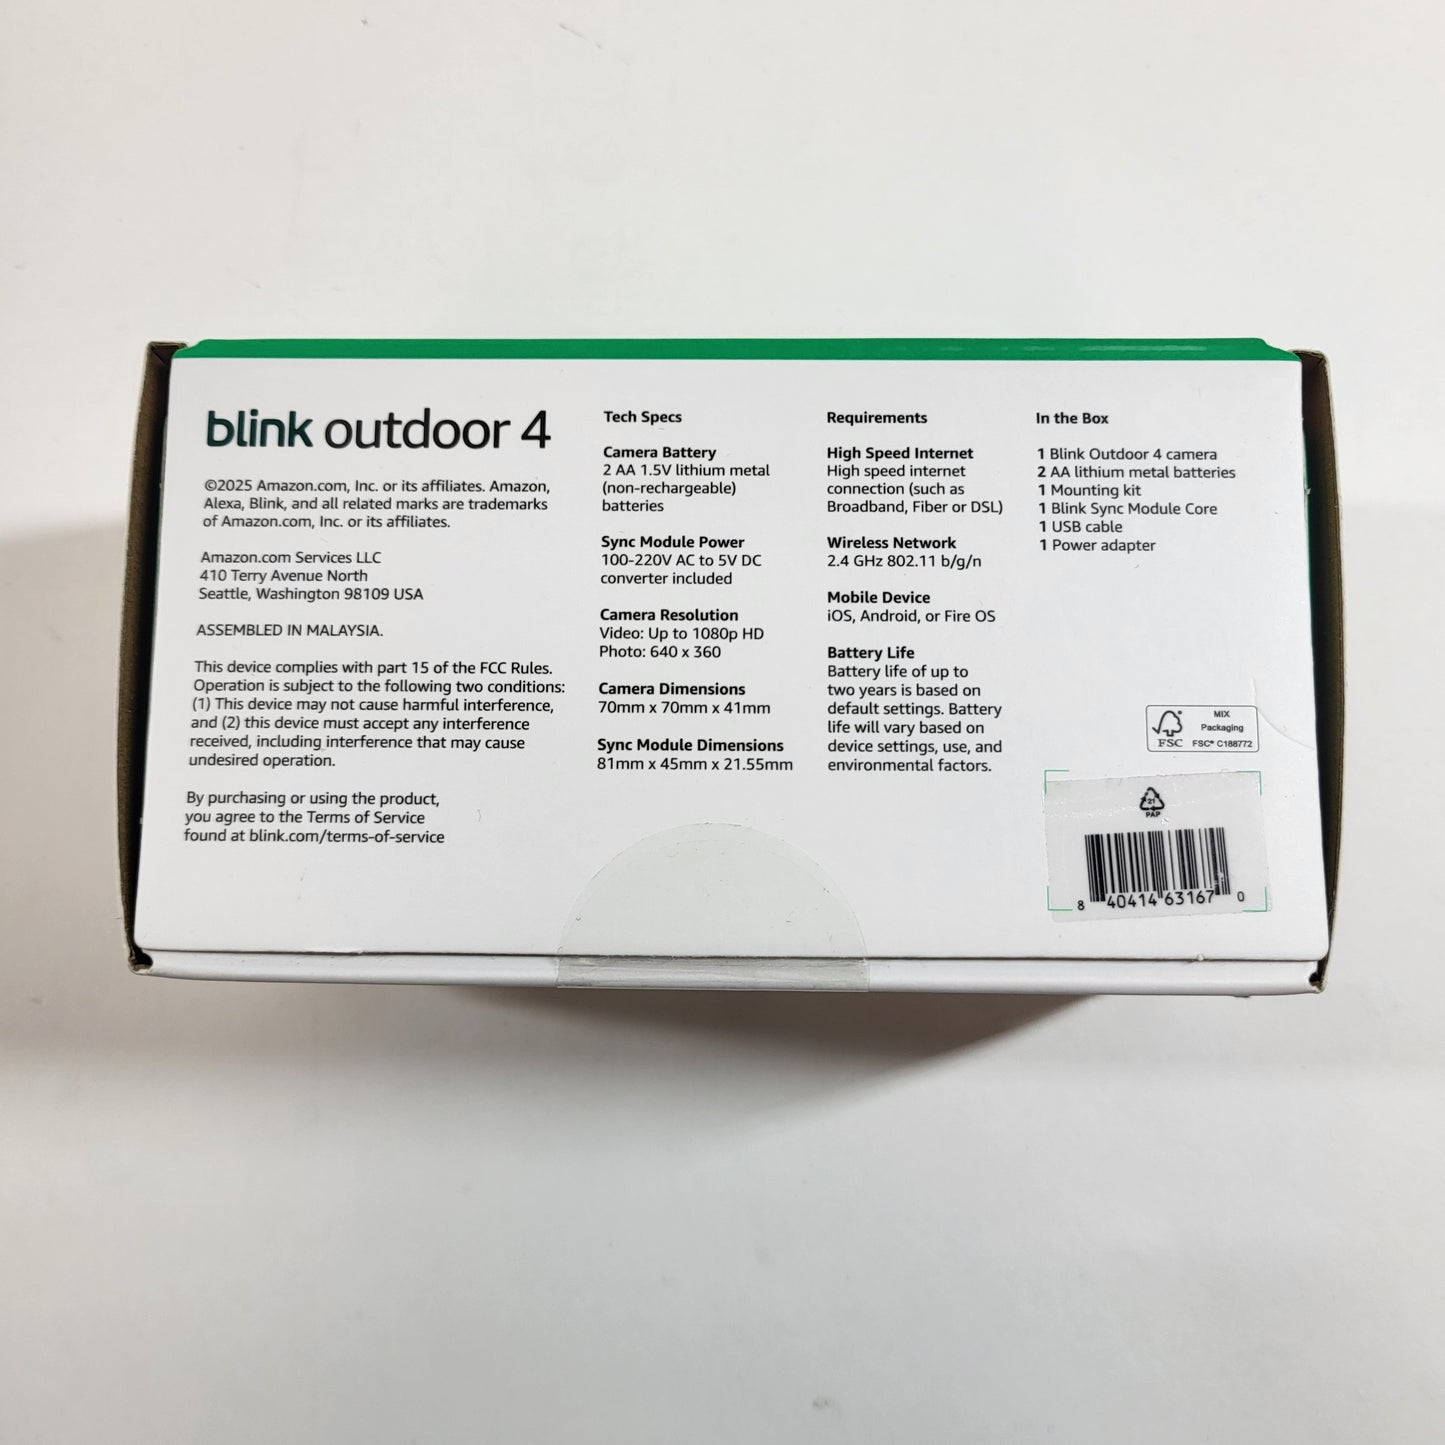 blink outdoor 4
©2025 Amazon.com, Inc. or its affiliates. Amazon,
Alexa, Blink, and all related marks are trademarks
of Amazon.com, Inc. or its affiliates.
Amazon.com Services LLC
410 Terry Avenue North
Seattle, Washington 98109 USA
ASSEMBLED IN MALAYSIA.
This device complies with part 15 of the FCC Rules.
Operation is subject to the following two conditions:
(1) This device may not cause harmful interference,
and (2) this device must accept any interference
received, including interference that may cause
undesired operation.
By purchasing or using the product,
you agree to the Terms of Service
found at blink.com/terms-of-service
Tech Specs
Camera Battery
2 AA 1.5V lithium metal
(non-rechargeable)
batteries
Sync Module Power
100-220V AC to 5V DC
converter included
Camera Resolution
Video: Up to 1080p HD
Photo: 640 x 360
Camera Dimensions
70mm x 70mm x 41mm
Sync Module Dimensions
81mm x 45mm x 21.55mm
Requirements
High Speed Internet
High speed internet
connection (such as
Broadband, Fiber or DSL)
Wireless Network
2.4 GHz 802.11 b/g/n
Mobile Device
iOS, Android, or Fire OS
Battery Life
Battery life of up to
two years is based on
default settings. Battery
life will vary based on
device settings, use, and
environmental factors.
In the Box
1 Blink Outdoor 4 camera
2 AA lithium metal batteries
1 Mounting kit
1 Blink Sync Module Core
1 USB cable
1 Power adapter
MIX
Packaging
FSC FSC® C188772
21
PAP
8 40414 63167 0